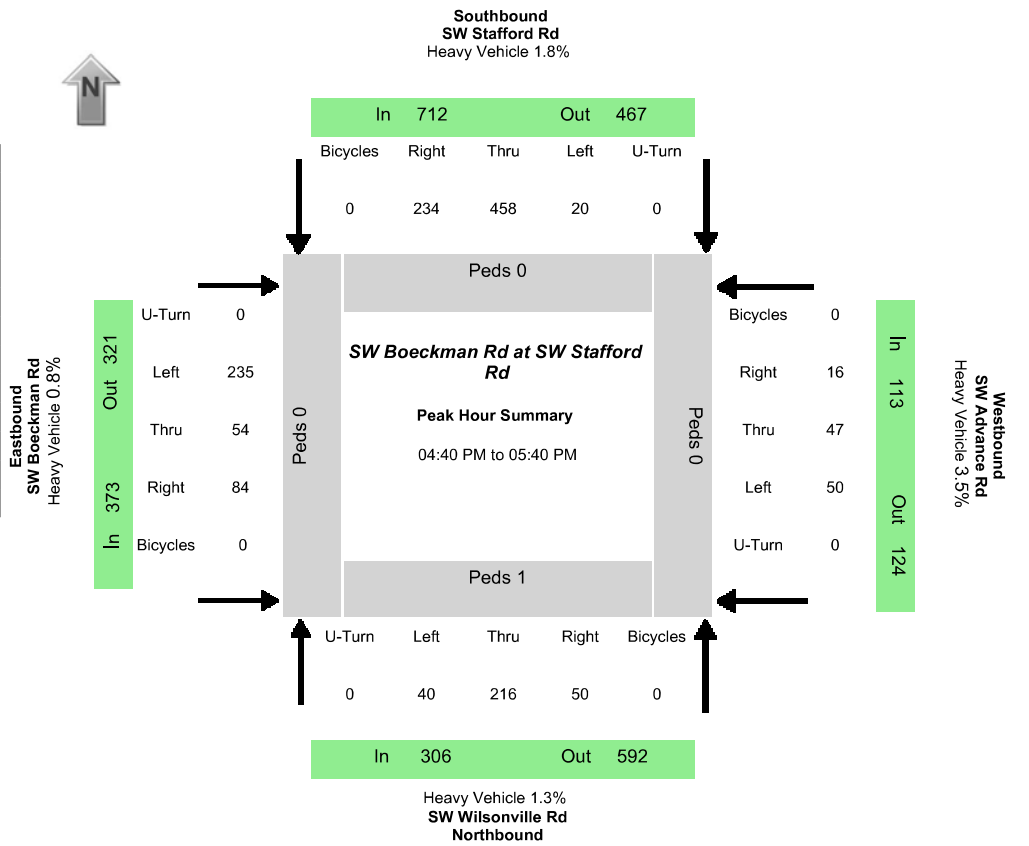 Southbound
SW Stafford Rd
Heavy Vehicle 1.8%
N
In 712 Out 467
Bicycles Right Thru Left U-Turn
0 234 458 20 0
Peds 0
Eastbound
SW Boeckman Rd
Heavy Vehicle 0.8%
In 373 Out 321
U-Turn 0
Left 235
Thru 54
Right 84
Bicycles 0
Peds 0
SW Boeckman Rd at SW Stafford
Rd
Peak Hour Summary
04:40 PM to 05:40 PM
Peds 0
Bicycles 0
Right 16
Thru 47
Left 50
U-Turn 0
In 113 Out 124
Westbound
SW Advance Rd
Heavy Vehicle 3.5%
Peds 1
U-Turn Left Thru Right Bicycles
0 40 216 50 0
In 306 Out 592
Heavy Vehicle 1.3%
SW Wilsonville Rd
Northbound